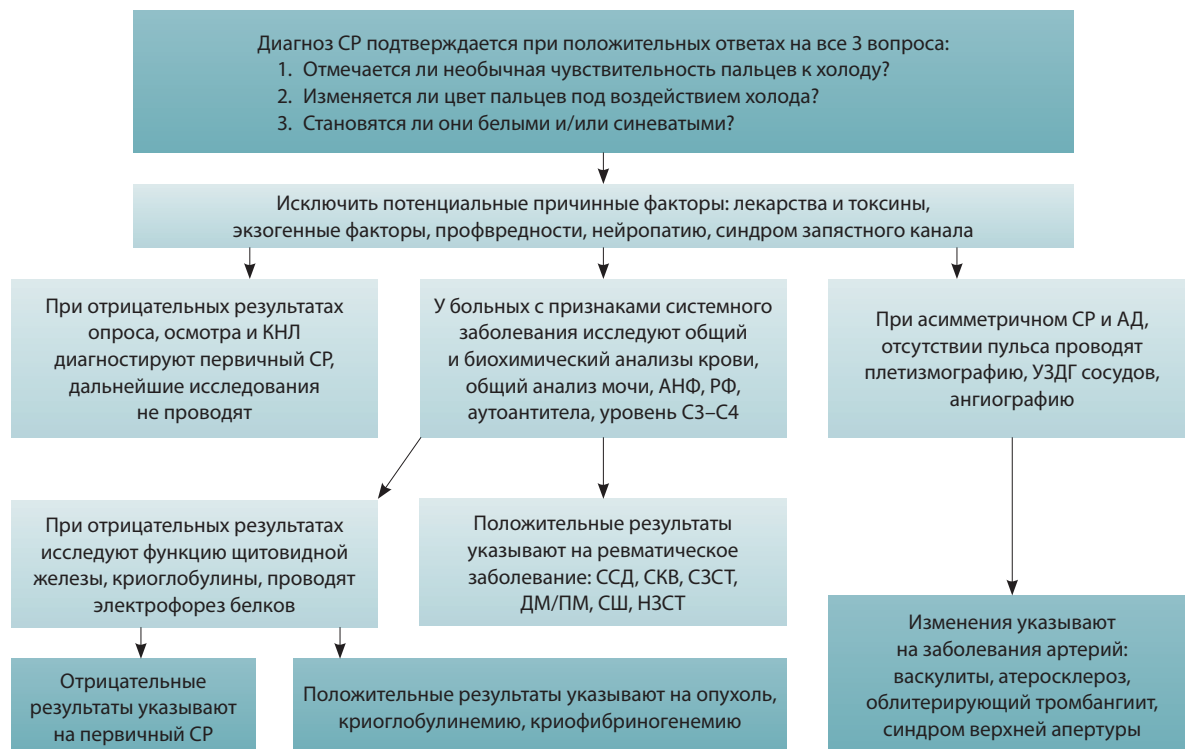 Диагноз СР подтверждается при положительных ответах на все 3 вопроса:
1. Отмечается ли необычная чувствительность пальцев к холоду?
2. Изменяется ли цвет пальцев под воздействием холода?
3. Становятся ли они белыми и/или синеватыми?
Исключить потенциальные причинные факторы: лекарства и токсины,
экзогенные факторы, профвредности, нейропатию, синдром запястного канала
При отрицательных результатах
опроса, осмотра и КНЛ
диагностируют первичный СР,
дальнейшие исследования
не проводят
У больных с признаками системного
заболевания исследуют общий
и биохимический анализы крови,
общий анализ мочи, АНФ, РФ,
аутоантитела, уровень С3–С4
При асимметричном СР и АД,
отсутствии пульса проводят
плетизмографию, УЗДГ сосудов,
ангиографию
При отрицательных результатах
исследуют функцию щитовидной
железы, криоглобулины, проводят
электрофорез белков
Положительные результаты
указывают на ревматическое
заболевание: ССД, СКВ, СЗСТ,
ДМ/ПМ, СШ, НЗСТ
Изменения указывают
на заболевания артерий:
васкулиты, атеросклероз,
облитерирующий тромбангиит,
синдром верхней апертуры
Отрицательные
результаты указывают
на первичный СР
Положительные результаты указывают на опухоль,
криоглобулинемию, криофибриногенемию